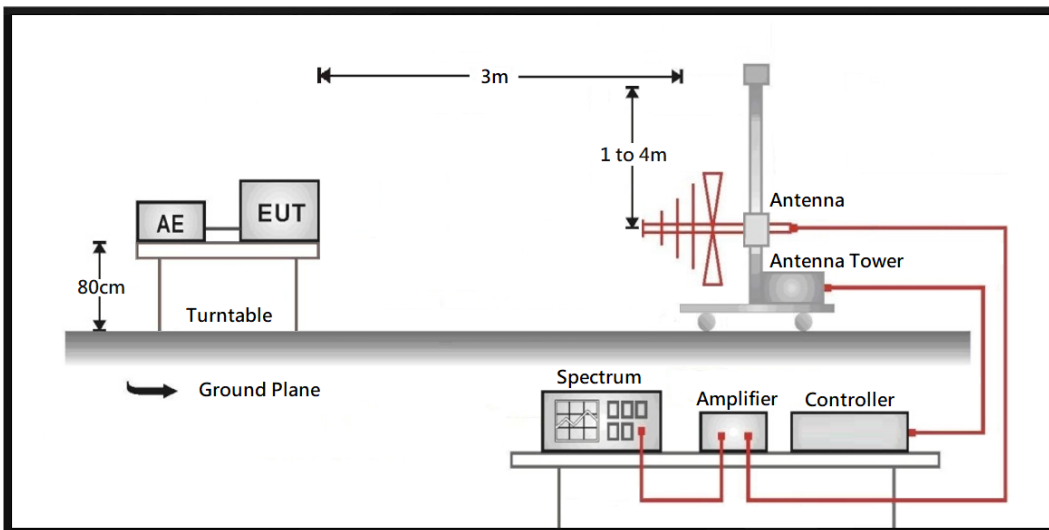 3m
1 to 4m
Antenna
AE
EUT
Antenna Tower
80cm
Turntable
Ground Plane
Spectrum
Amplifier
Controller